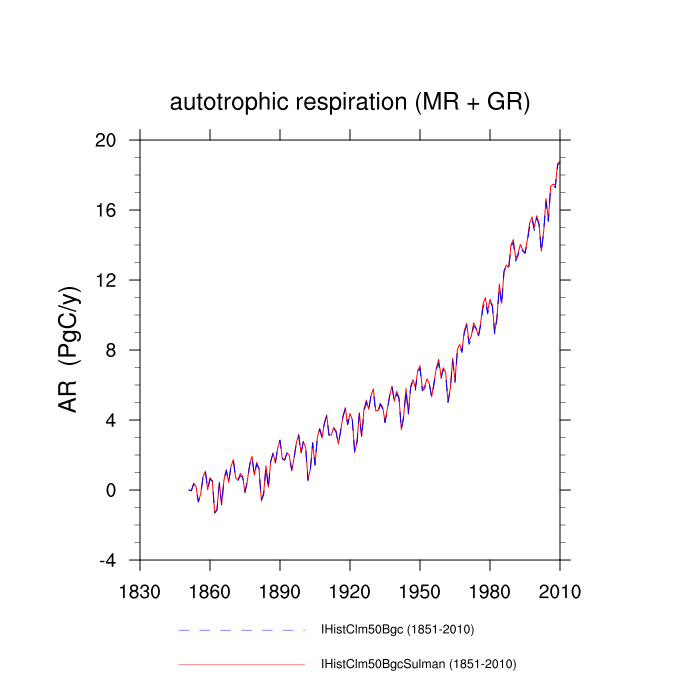 autotrophic respiration (MR + GR)
20
16
12
8
4
0
-4
AR (PgC/y)
1830 1860 1890 1920 1950 1980 2010
IHistClm50Bgc (1851-2010)
IHistClm50BgcSulman (1851-2010)